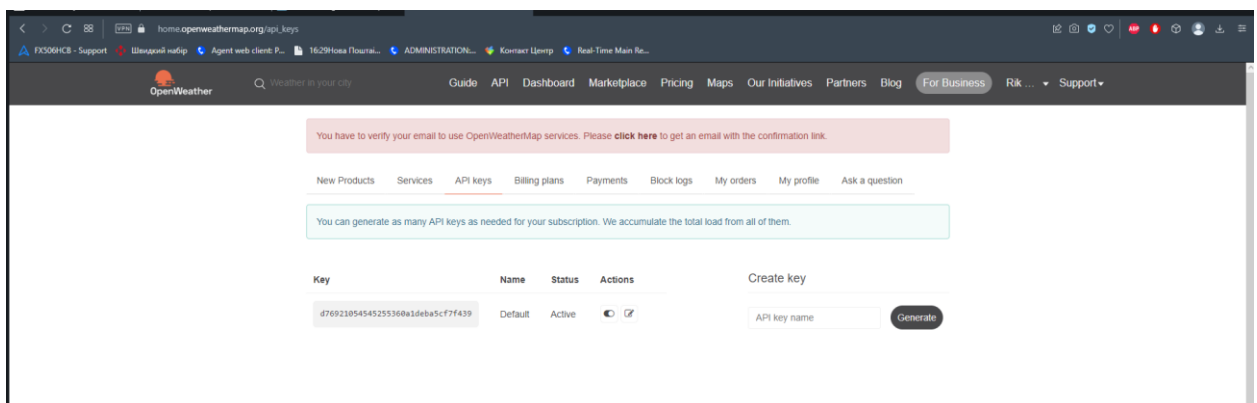 VPN home.openweathermap.org/api_keys
FX506HCB - Support Швидкий набір Agent web client: P... 16:29Нова Поштаі... ADMINISTRATION:... Контакт Центр Real-Time Main Re...
OpenWeather Weather in your city Guide API Dashboard Marketplace Pricing Maps Our Initiatives Partners Blog For Business Rik ... Support
You have to verify your email to use OpenWeatherMap services. Please click here to get an email with the confirmation link.
New Products Services API keys Billing plans Payments Block logs My orders My profile Ask a question
You can generate as many API keys as needed for your subscription. We accumulate the total load from all of them.
Key Name Status Actions Create key
d76921054545255360a1deba5cf7f439 Default Active API key name Generate